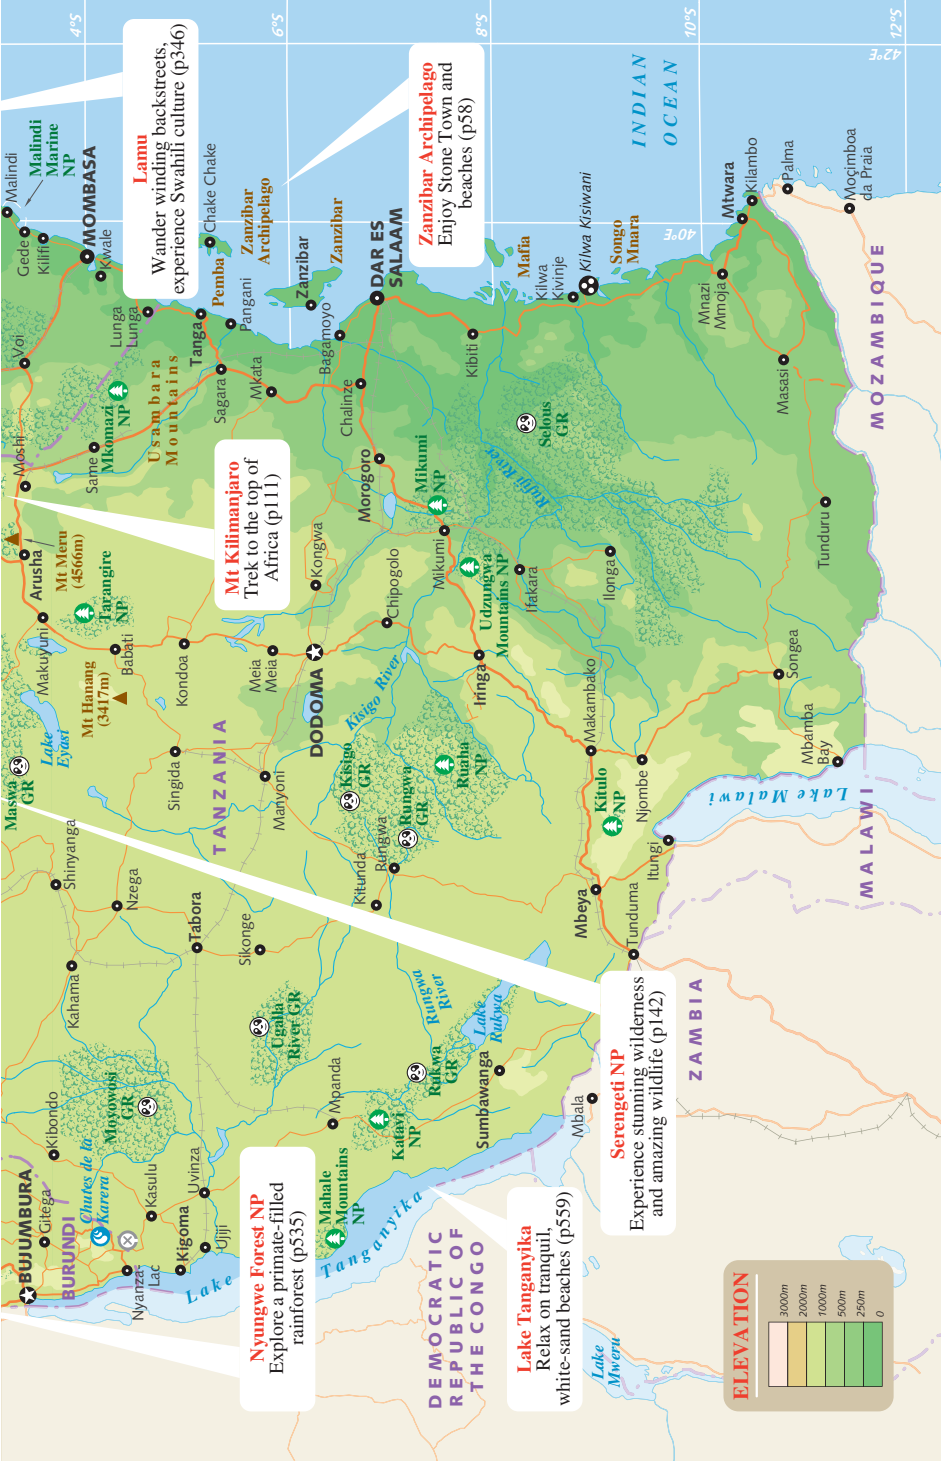 Lamu
Wander winding backstreets,
experience Swahili culture (p346)
Zanzibar Archipelago
Enjoy Stone Town and
beaches (p58)
Mt Kilimanjaro
Trek to the top of
Africa (p111)
Serengeti NP
Experience stunning wilderness
and amazing wildlife (p142)
Nyungwe Forest NP
Explore a primate-filled
rainforest (p535)
Lake Tanganyika
Relax on tranquil,
white-sand beaches (p559)
ELEVATION
3000m
2000m
1000m
500m
250m
0
4°S
6°S
8°S
10°S
12°S
42°E
40°E
INDIAN
OCEAN
Malindi
Malindi
Marine
NP
Gede
Kilifi
MOMBASA
Kwale
Voi
Lunga
Lunga
Chake Chake
Pemba
Zanzibar
Archipelago
Tanga
Pangani
Zanzibar
Zanzibar
Bagamoyo
DAR ES
SALAAM
Mafia
Kilwa
Kivinje
Kilwa Kisiwani
Songo
Mnara
Mtwara
Kilambo
Palma
Moçimboa
da Praia
Mnazi
Mmoja
Masasi
Kibiti
MOZAMBIQUE
Moshi
Same
Mkomazi
NP
Usambara
Mountains
Sagara
Mkata
Chalinze
Morogoro
Mikumi
NP
Mikumi
Selous
GR
Rufiji River
Udzungwa
Mountains NP
Ifakara
Ilonga
Tunduru
Songea
Arusha
Mt Meru
(4566m)
Tarangire
NP
Makuyuni
Babati
Mt Hanang
(3417m)
Kondoa
Meia
Meia
Kongwa
Chipogolo
DODOMA
Kisigo River
Iringa
Makambako
Njombe
Kitulo
NP
Mbamba
Bay
Lake Malawi
MALAWI
Itungi
Lake
Eyasi
Maswa
GR
Singida
TANZANIA
Manyoni
Kisigo
GR
Rungwa
GR
Ruaha
NP
Rungwa
Kitunda
Shinyanga
Nzega
Tabora
Sikonge
Kahama
Mbeya
Tunduma
ZAMBIA
Rungwa
River
Lake
Rukwa
Rukwa
GR
Sumbawanga
Mbala
Ugalla
River GR
Mpanda
Katavi
NP
Moyowosi
GR
Kibondo
Chutes de la
Karera
Kasulu
Uvinza
Kigoma
Ujiji
Mahale
Mountains
NP
Lake Tanganyika
BUJUMBURA
Gitega
BURUNDI
Nyanza-
Lac
DEMOCRATIC
REPUBLIC OF
THE CONGO
Lake
Mweru